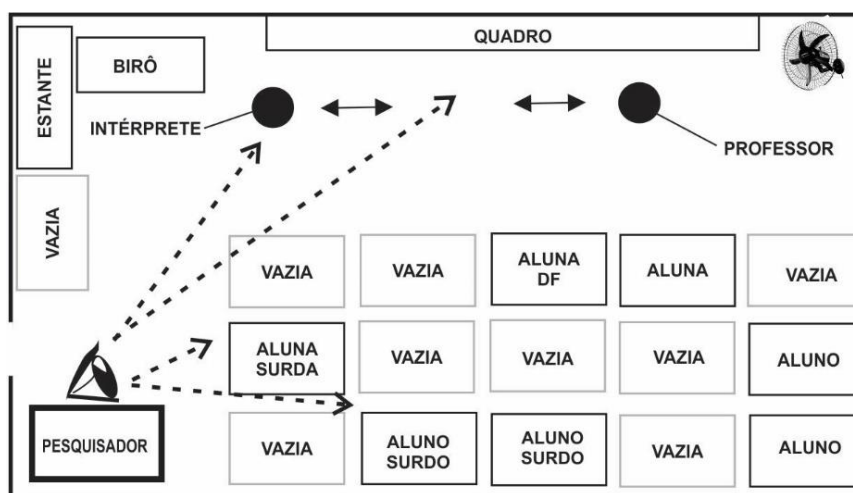 QUADRO
BIRÔ
ESTANTE
INTÉRPRETE
PROFESSOR
VAZIA
VAZIA
VAZIA
ALUNA
DF
ALUNA
VAZIA
ALUNA
SURDA
VAZIA
VAZIA
VAZIA
ALUNO
PESQUISADOR
VAZIA
ALUNO
SURDO
ALUNO
SURDO
VAZIA
ALUNO